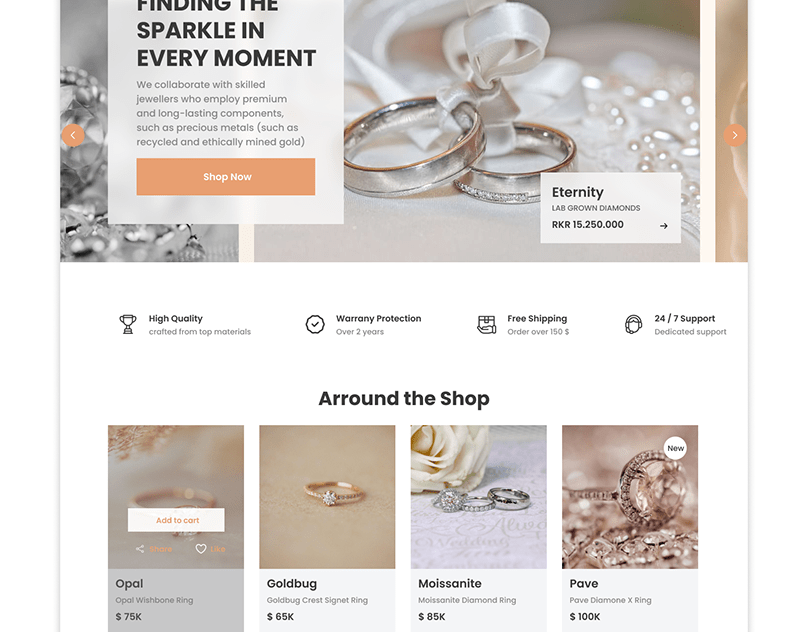 FINDING THE
SPARKLE IN
EVERY MOMENT
We collaborate with skilled
jewellers who employ premium
and long-lasting components,
such as precious metals (such as
recycled and ethically mined gold)
Shop Now
Eternity
LAB GROWN DIAMONDS
RKR 15.250.000
High Quality
crafted from top materials
Warrany Protection
Over 2 years
Free Shipping
Order over 150 $
24 / 7 Support
Dedicated support
Arround the Shop
Add to cart
Share
Like
Opal
Opal Wishbone Ring
$ 75K
Goldbug
Goldbug Crest Signet Ring
$ 65K
Moissanite
Moissanite Diamond Ring
$ 85K
New
Pave
Pave Diamone X Ring
$ 100K